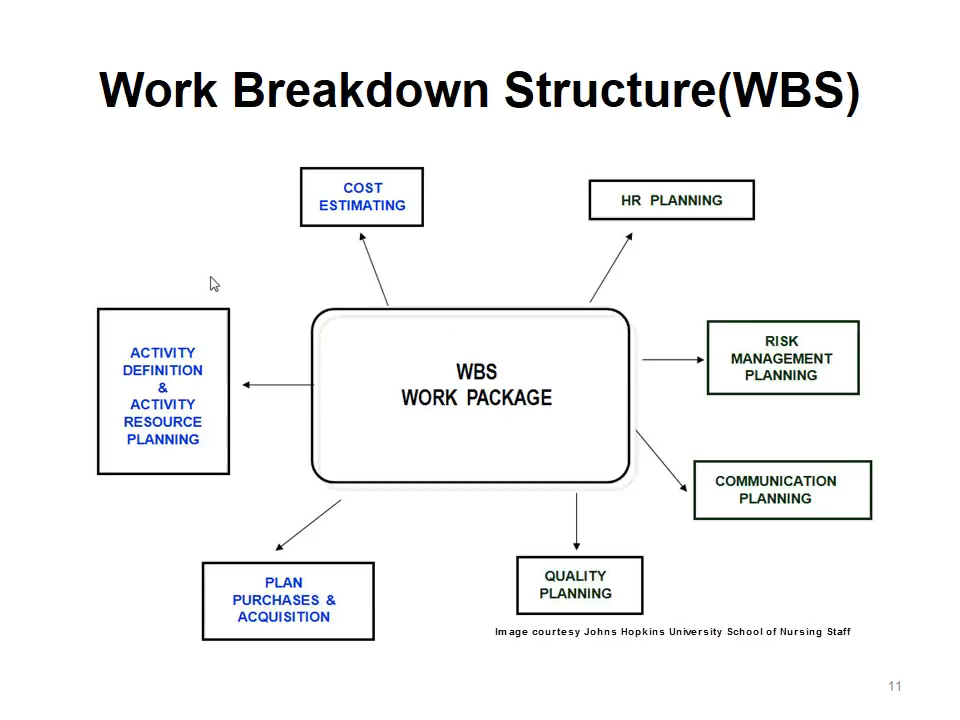 Work Breakdown Structure(WBS)
COST
ESTIMATING
HR PLANNING
ACTIVITY
DEFINITION
&
ACTIVITY
RESOURCE
PLANNING
WBS
WORK PACKAGE
RISK
MANAGEMENT
PLANNING
COMMUNICATION
PLANNING
PLAN
PURCHASES &
ACQUISITION
QUALITY
PLANNING
Image courtesy Johns Hopkins University School of Nursing Staff
11